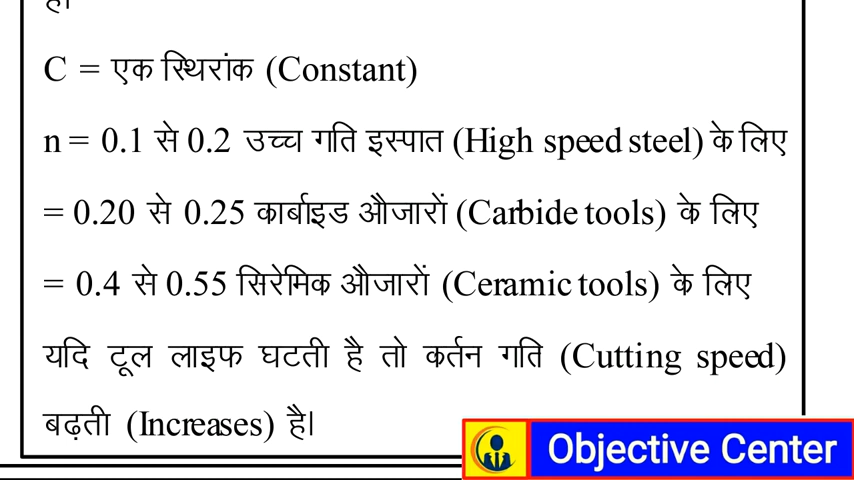 है।
C = एक स्थिरांक (Constant)
n = 0.1 से 0.2 उच्च गति इस्पात (High speed steel) के लिए
= 0.20 से 0.25 कार्बाइड औजारों (Carbide tools) के लिए
= 0.4 से 0.55 सिरेमिक औजारों (Ceramic tools) के लिए
यदि टूल लाइफ घटती है तो कर्तन गति (Cutting speed)
बढ़ती (Increases) है।
Objective Center